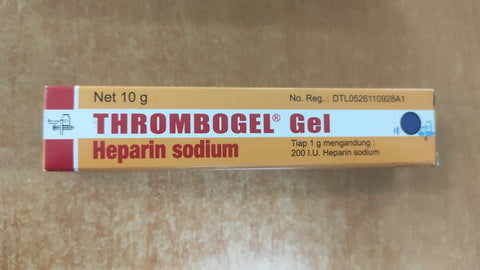 Net 10 g
No. Reg. : DTL0526110928A1
THROMBOGEL® Gel
Heparin sodium
Tiap 1 g mengandung :
200 I.U. Heparin sodium